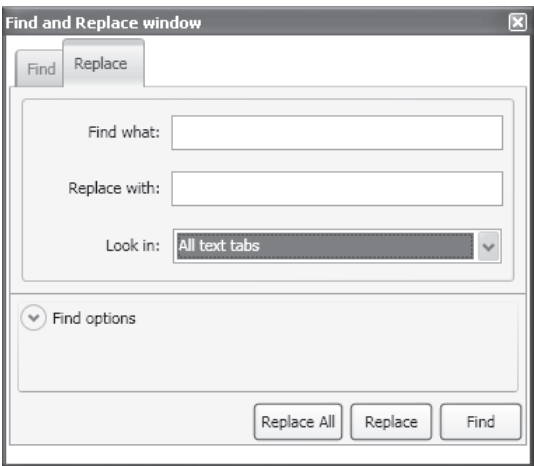 Find and Replace window
Find Replace
Find what:
Replace with:
Look in: All text tabs
Find options
Replace All Replace Find